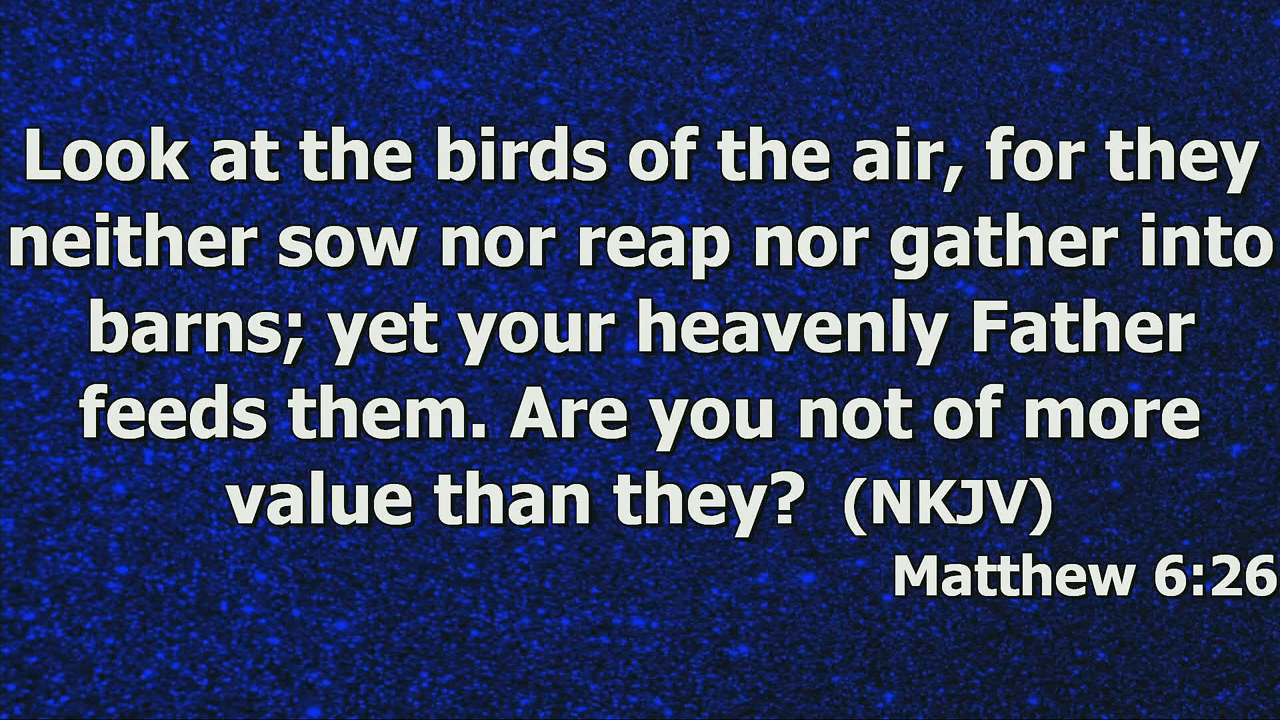 Look at the birds of the air, for they
neither sow nor reap nor gather into
barns; yet your heavenly Father
feeds them. Are you not of more
value than they? (NKJV)
Matthew 6:26